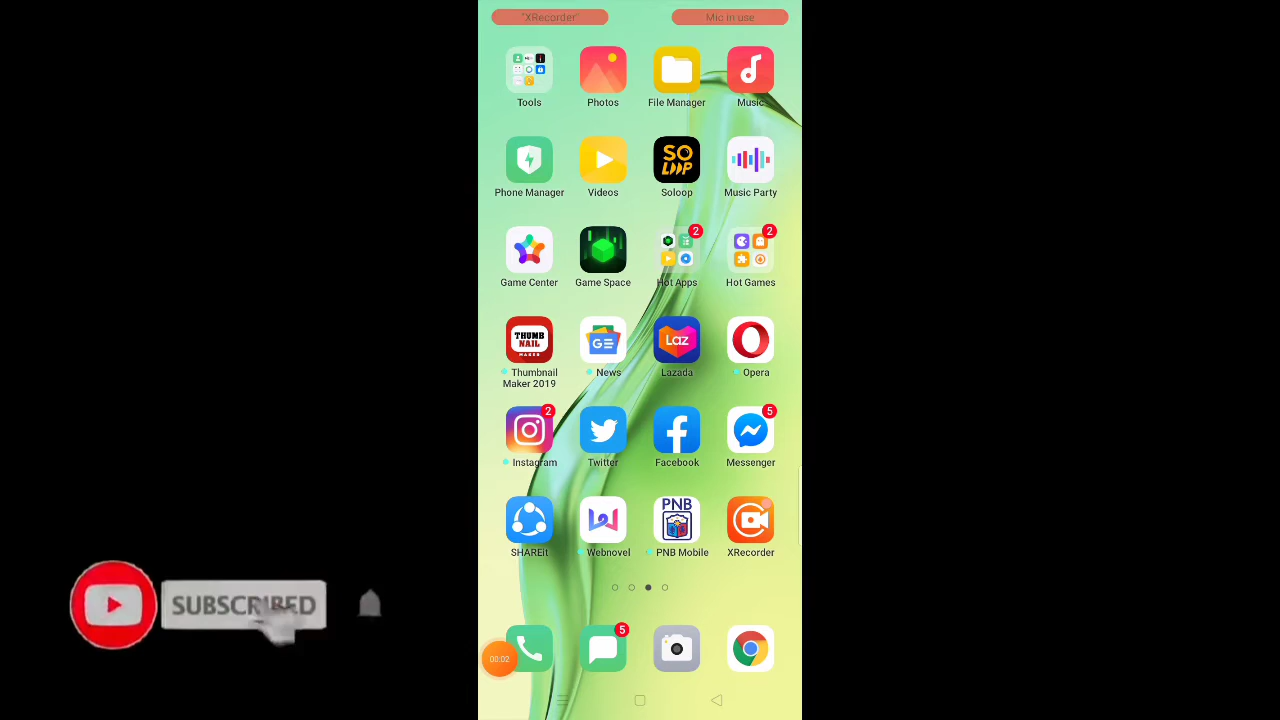 "XRecorder"
Mic in use
Tools
Photos
File Manager
Music
Phone Manager
Videos
SO
LOOP
Soloop
Music Party
Game Center
Game Space
2
Hot Apps
2
Hot Games
THUMB
NAIL
MAKER
Thumbnail
Maker 2019
GE
News
Laz
Lazada
Opera
2
Instagram
Twitter
Facebook
5
Messenger
SHAREit
Webnovel
PNB
PNB Mobile
XRecorder
SUBSCRIBED
00:02
5